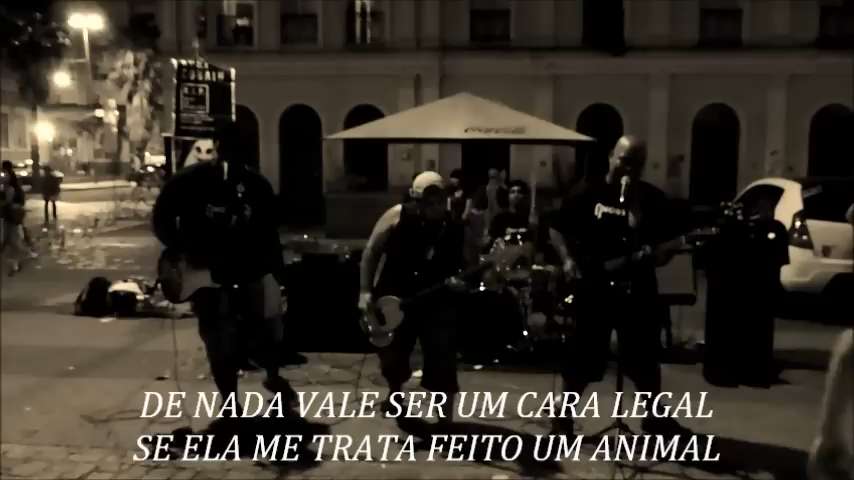 DE NADA VALE SER UM CARA LEGAL
SE ELA ME TRATA FEITO UM ANIMAL